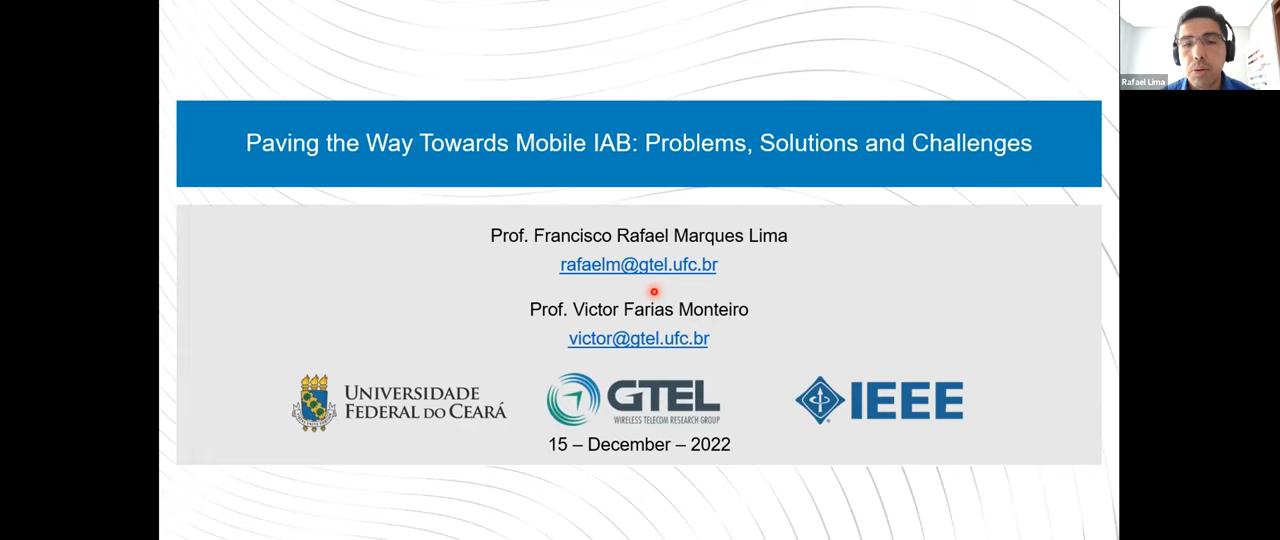 Paving the Way Towards Mobile IAB: Problems, Solutions and Challenges
Rafael Lima
Prof. Francisco Rafael Marques Lima
rafaelm@gtel.ufc.br
Prof. Victor Farias Monteiro
victor@gtel.ufc.br
UNIVERSIDADE
FEDERAL DO CEARÁ
GTEL
WIRELESS TELECOM RESEARCH GROUP
IEEE
15 – December – 2022